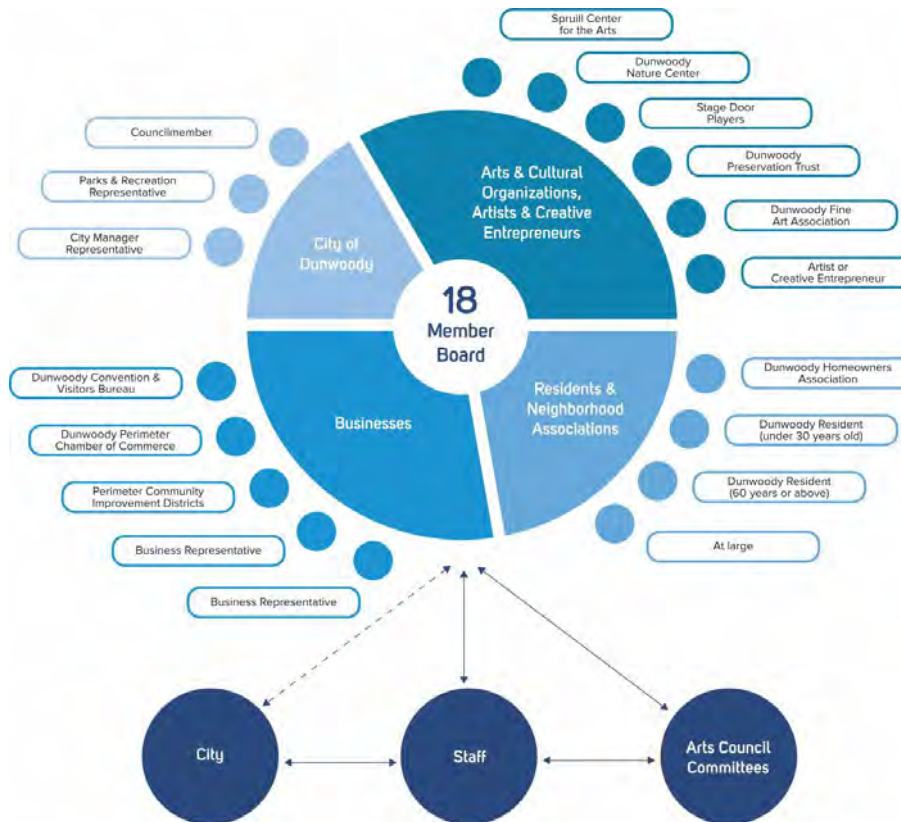 Spruill Center
for the Arts
Dunwoody
Nature Center
Stage Door
Players
Dunwoody
Preservation Trust
Dunwoody Fine
Art Association
Artist or
Creative Entrepreneur
Councilmember
Parks & Recreation
Representative
City Manager
Representative
Arts & Cultural
Organizations,
Artists & Creative
Entrepreneurs
City of
Dunwoody
18
Member
Board
Businesses
Residents &
Neighborhood
Associations
Dunwoody Convention &
Visitors Bureau
Dunwoody Perimeter
Chamber of Commerce
Perimeter Community
Improvement Districts
Business Representative
Business Representative
Dunwoody Homeowners
Association
Dunwoody Resident
(under 30 years old)
Dunwoody Resident
(60 years or above)
At large
City
Staff
Arts Council
Committees